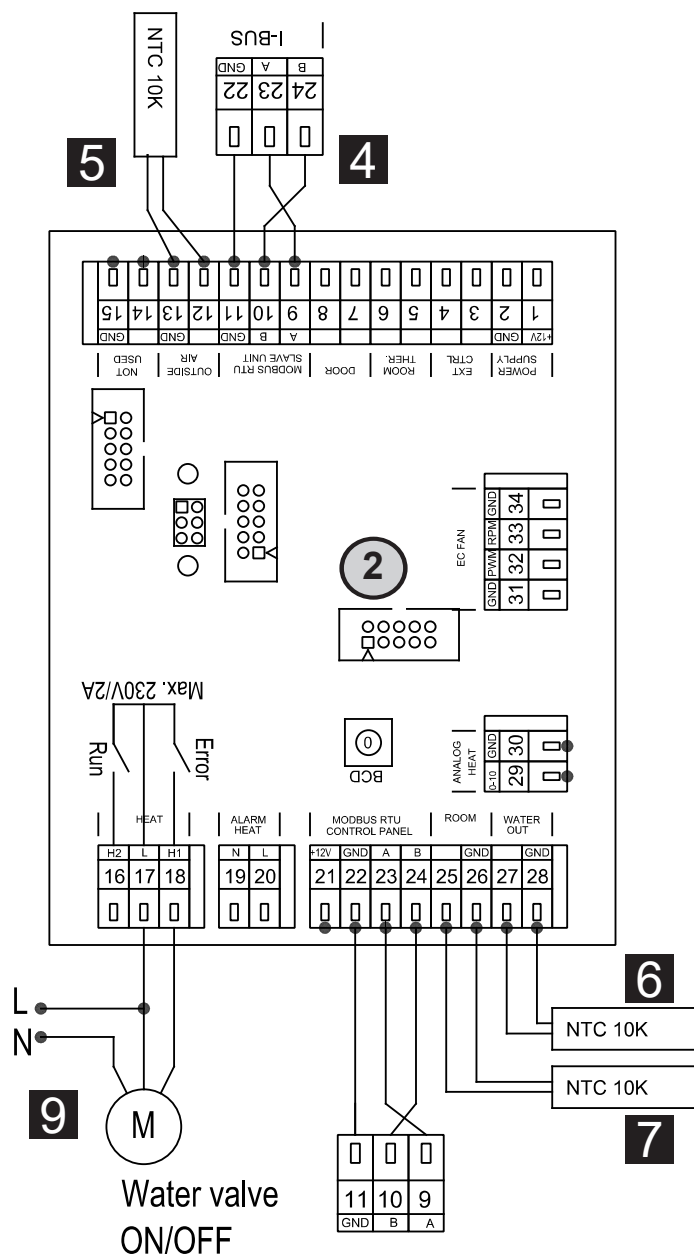 I-BUS
GND A B
22 23 24
NTC 10K
5
4
15 14 13 12 11 10 9 8 7 6 5 4 3 2 1
GND GND GND B A GND +12V
NOT USED
OUTSIDE AIR
MODBUS RTU SLAVE UNIT
DOOR
ROOM THER.
EXT CTRL
POWER SUPPLY
EC FAN
GND 34
RPM 33
PWM 32
GND 31
2
Max. 230V/2A
Run
Error
0
BCD
ANALOG HEAT
GND 30
0-10 29
HEAT
ALARM HEAT
MODBUS RTU CONTROL PANEL
ROOM
WATER OUT
H2 L H1 N L +12V GND A B GND GND
16 17 18 19 20 21 22 23 24 25 26 27 28
L
N
6
NTC 10K
NTC 10K
7
9
M
Water valve
ON/OFF
11 10 9
GND B A